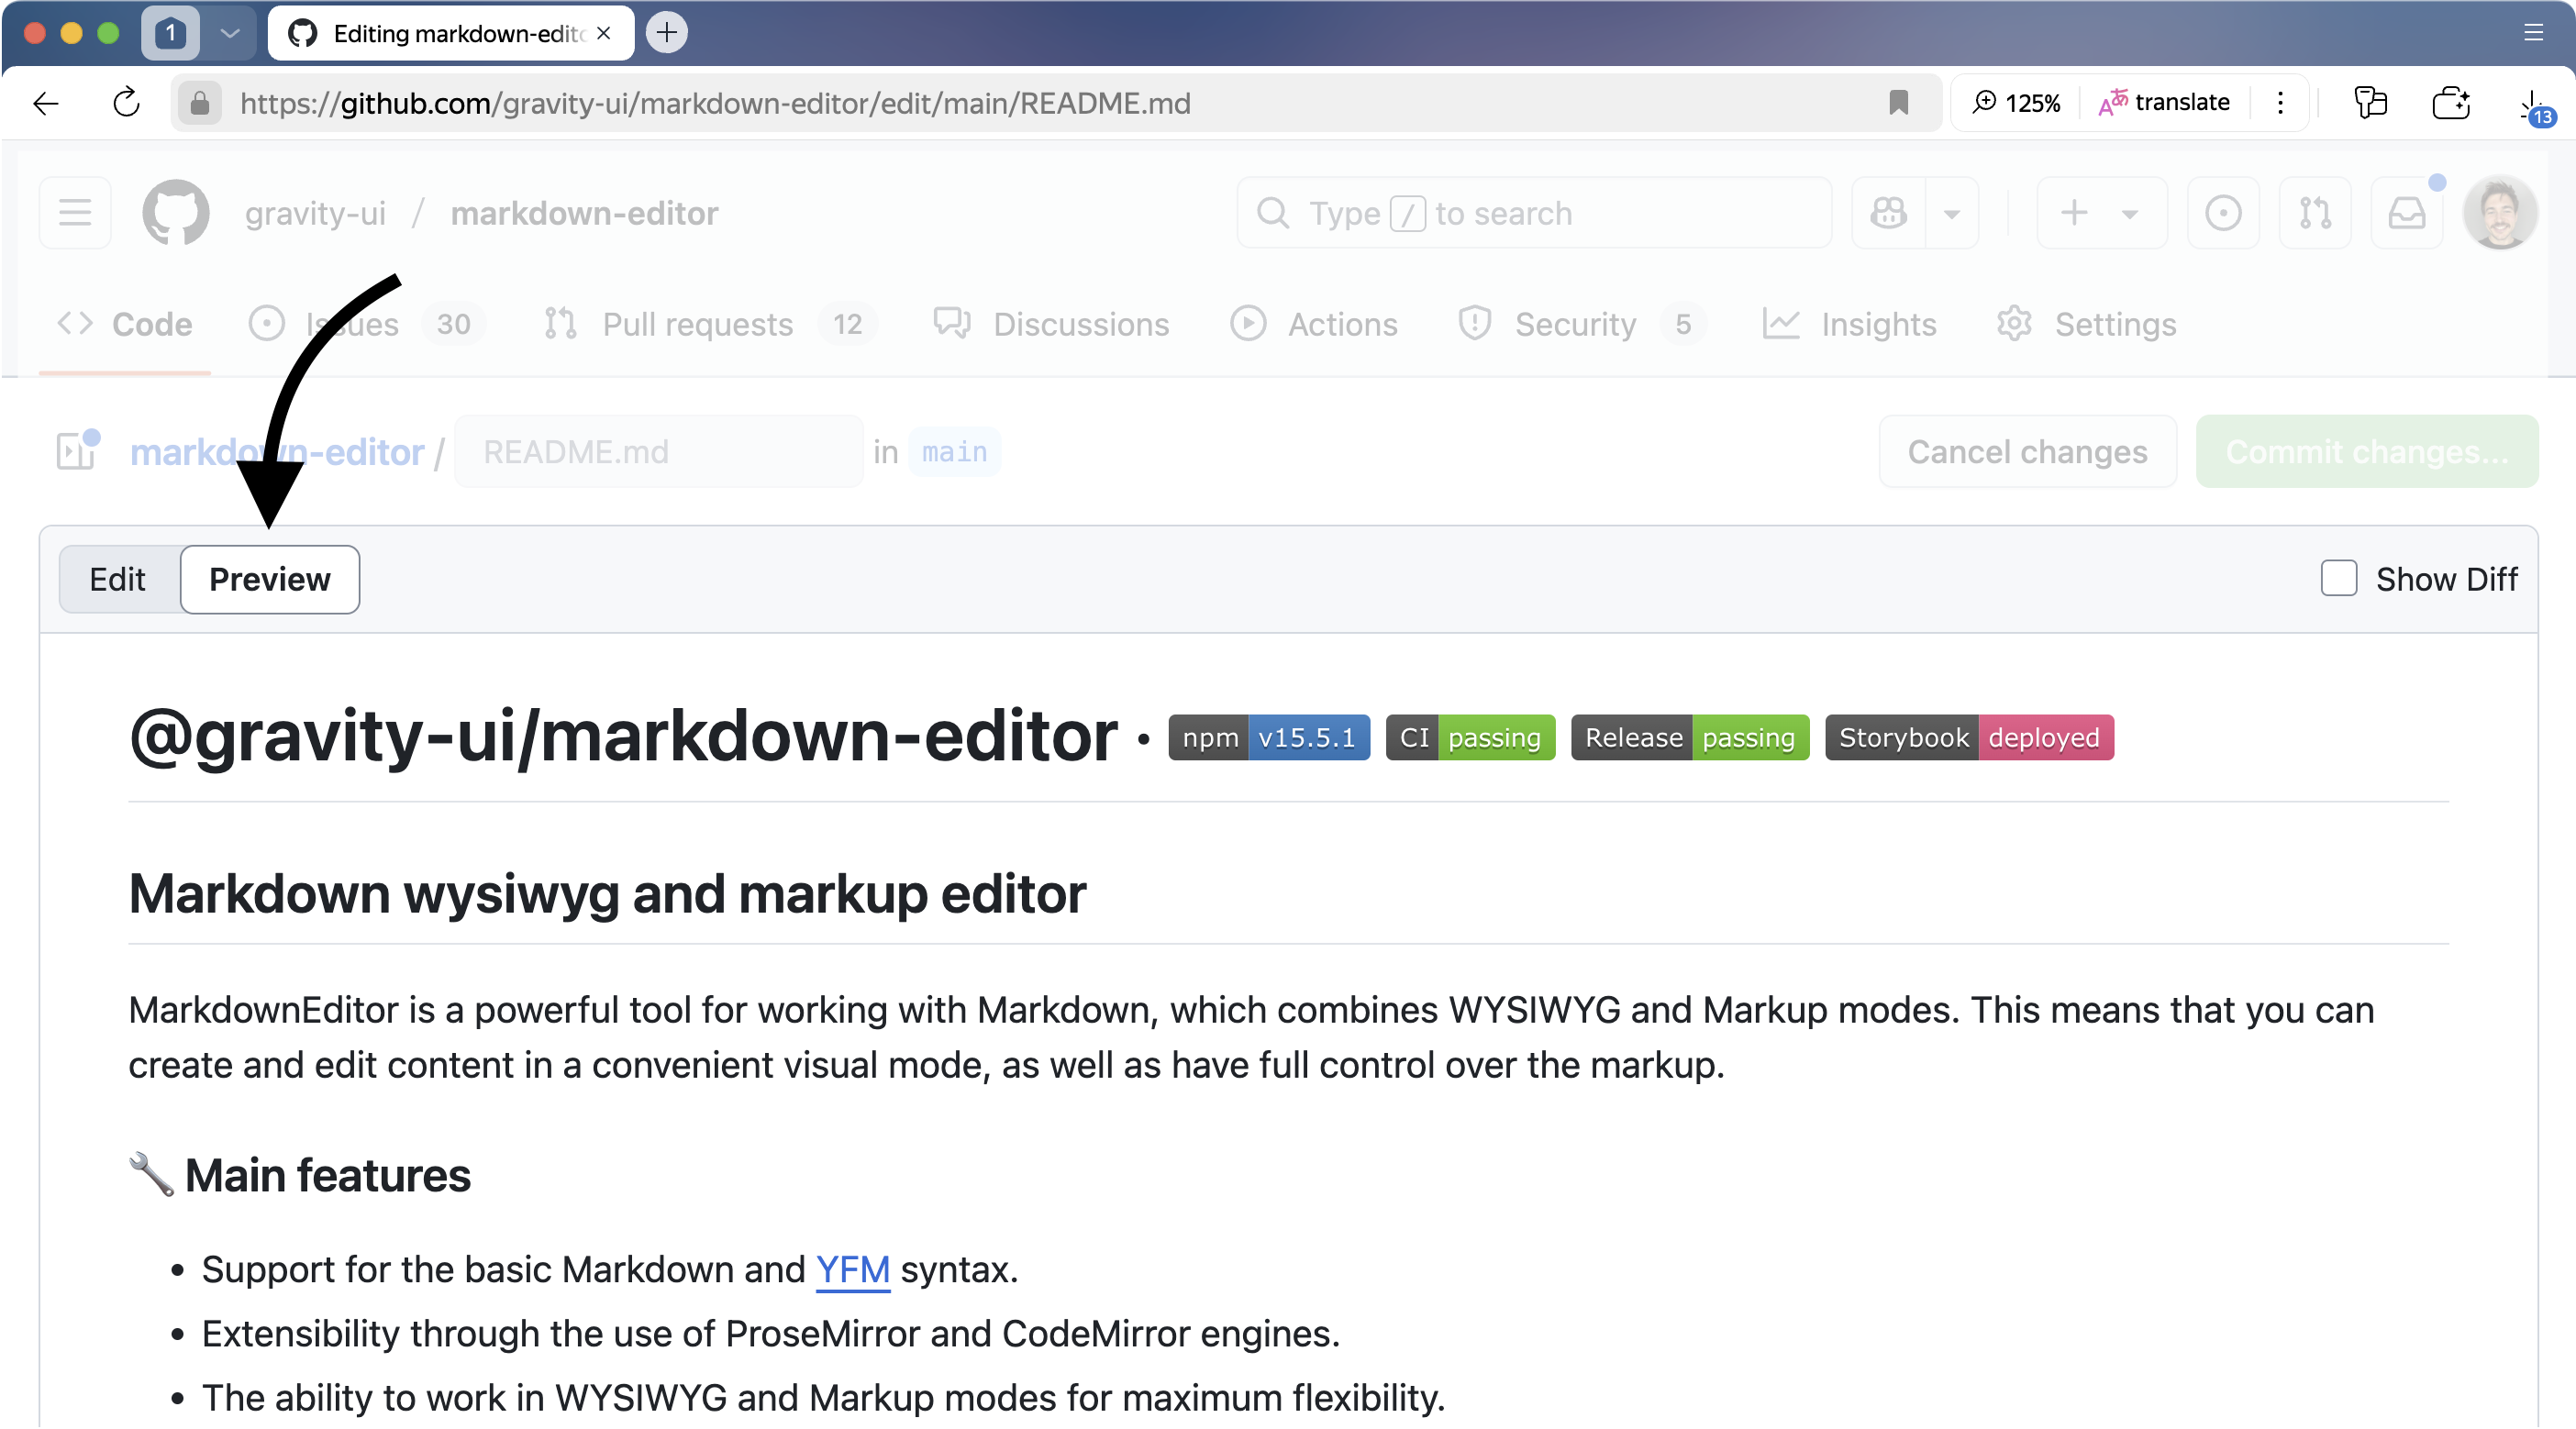 1 Editing markdown-edit
https://github.com/gravity-ui/markdown-editor/edit/main/README.md 125% translate 13
gravity-ui / markdown-editor Type / to search
Code Issues 30 Pull requests 12 Discussions Actions Security 5 Insights Settings
markdown-editor / README.md in main Cancel changes Commit changes...
Edit Preview Show Diff
@gravity-ui/markdown-editor · npm v15.5.1 CI passing Release passing Storybook deployed
Markdown wysiwyg and markup editor
MarkdownEditor is a powerful tool for working with Markdown, which combines WYSIWYG and Markup modes. This means that you can
create and edit content in a convenient visual mode, as well as have full control over the markup.
🔧 Main features
• Support for the basic Markdown and YFM syntax.
• Extensibility through the use of ProseMirror and CodeMirror engines.
• The ability to work in WYSIWYG and Markup modes for maximum flexibility.